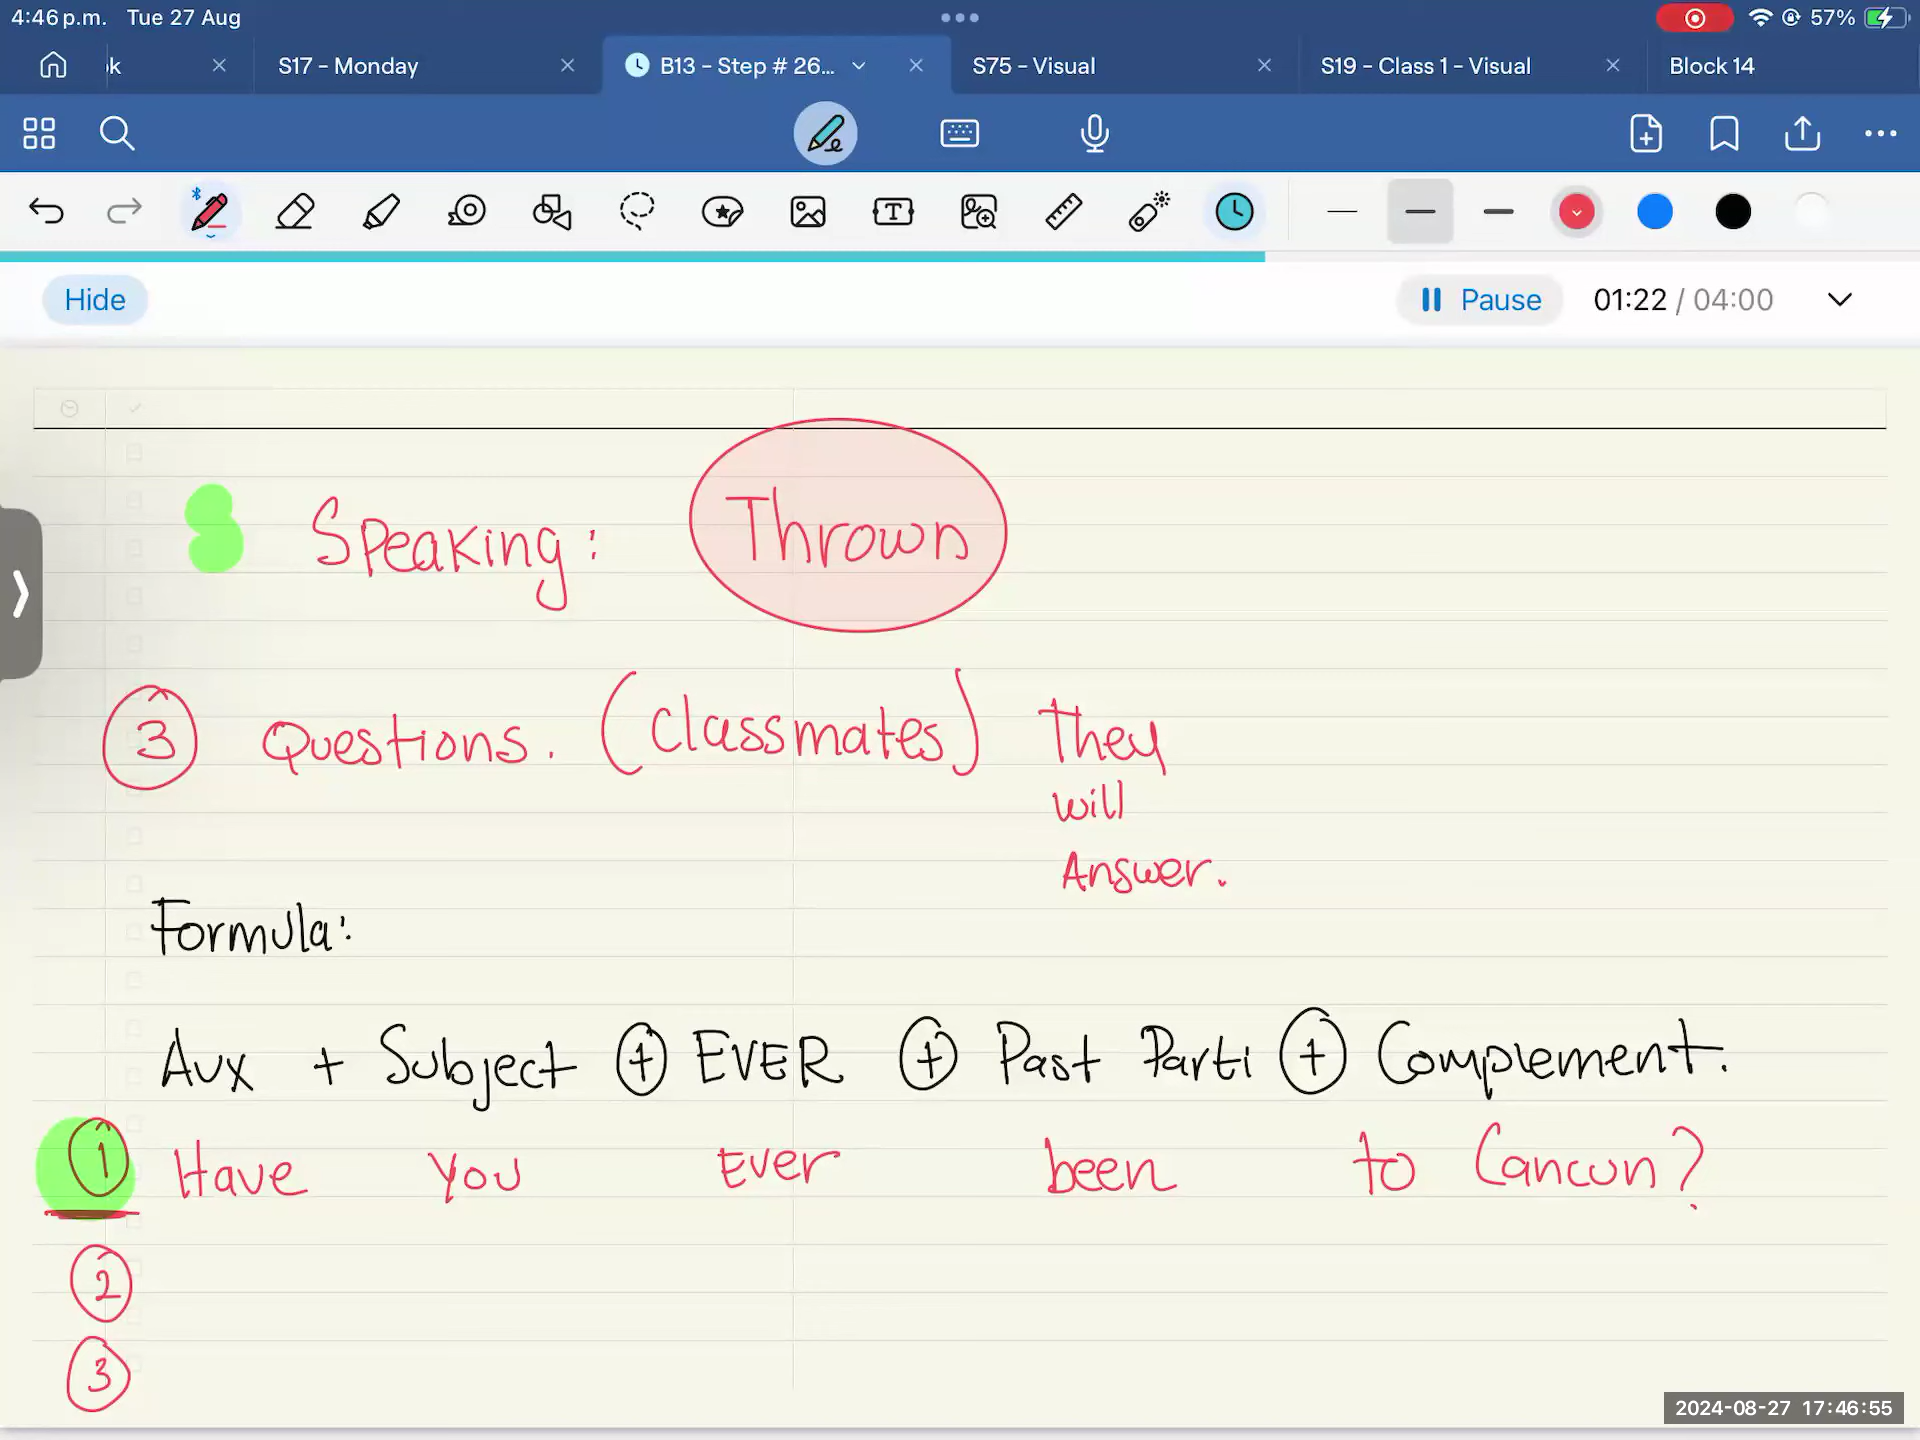 4:46 p.m. Tue 27 Aug 57%
k S17 – Monday B13 – Step # 26... S75 – Visual S19 – Class 1 – Visual Block 14
Hide Pause 01:22 / 04:00
Speaking: Thrown
3 Questions. (Classmates) They
will
Answer.
Formula:
Aux + Subject + EVER + Past Parti + Complement.
1 Have you Ever been to Cancun?
2
3
2024-08-27 17:46:55